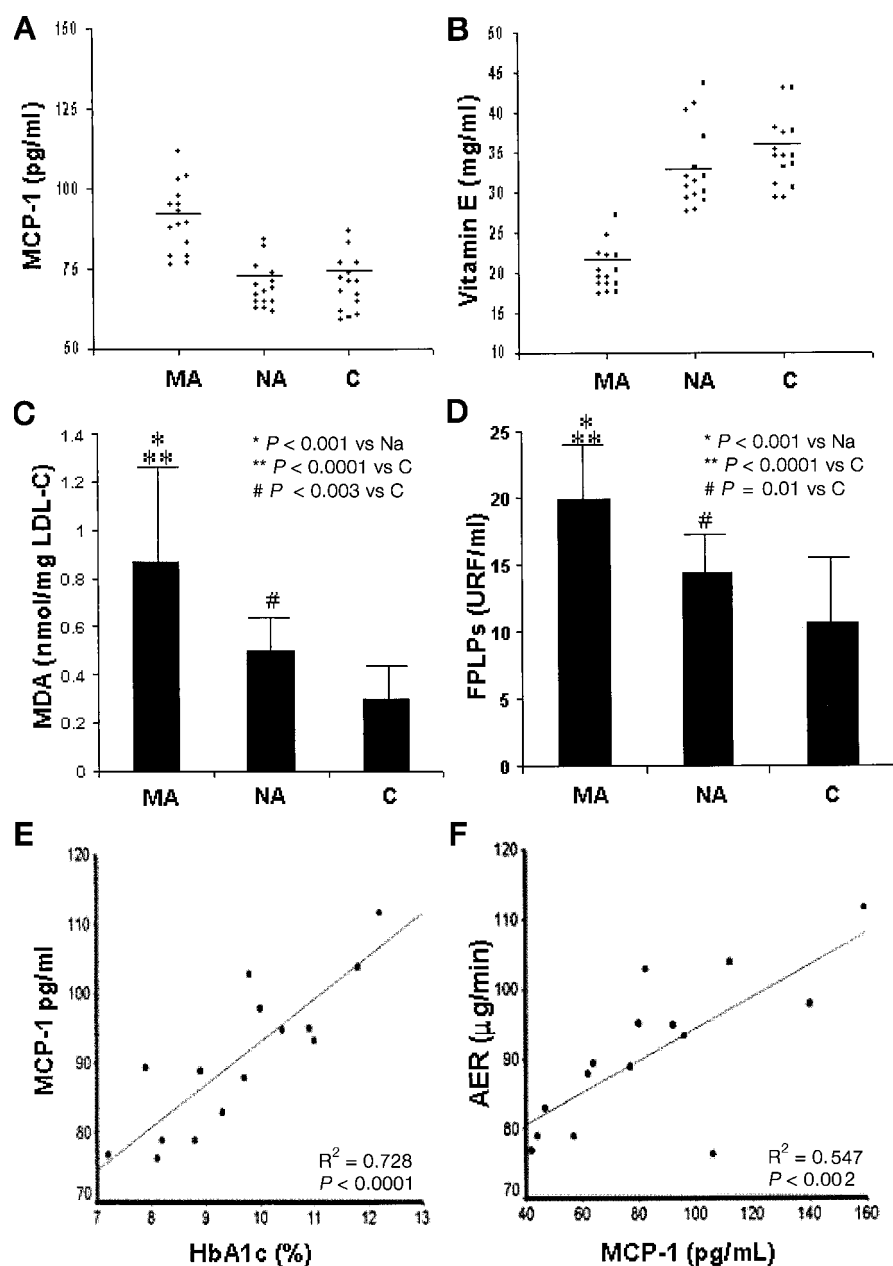 A
MCP-1 (pg/ml)
150
125
100
75
50
MA NA C
B
Vitamin E (mg/ml)
50
45
40
35
30
25
20
15
10
MA NA C
C
MDA (nmol/mg LDL-C)
1.4
1.2
1
0.8
0.6
0.4
0.2
0
*
**
#
* P < 0.001 vs Na
** P < 0.0001 vs C
# P < 0.003 vs C
MA NA C
D
FPLPs (URF/ml)
25
20
15
10
5
0
*
**
#
* P < 0.001 vs Na
** P < 0.0001 vs C
# P = 0.01 vs C
MA NA C
E
MCP-1 pg/ml
120
110
100
90
80
70
R² = 0.728
P < 0.0001
7 8 9 10 11 12 13
HbA1c (%)
F
AER (μg/min)
120
110
100
90
80
70
R² = 0.547
P < 0.002
40 60 80 100 120 140 160
MCP-1 (pg/mL)